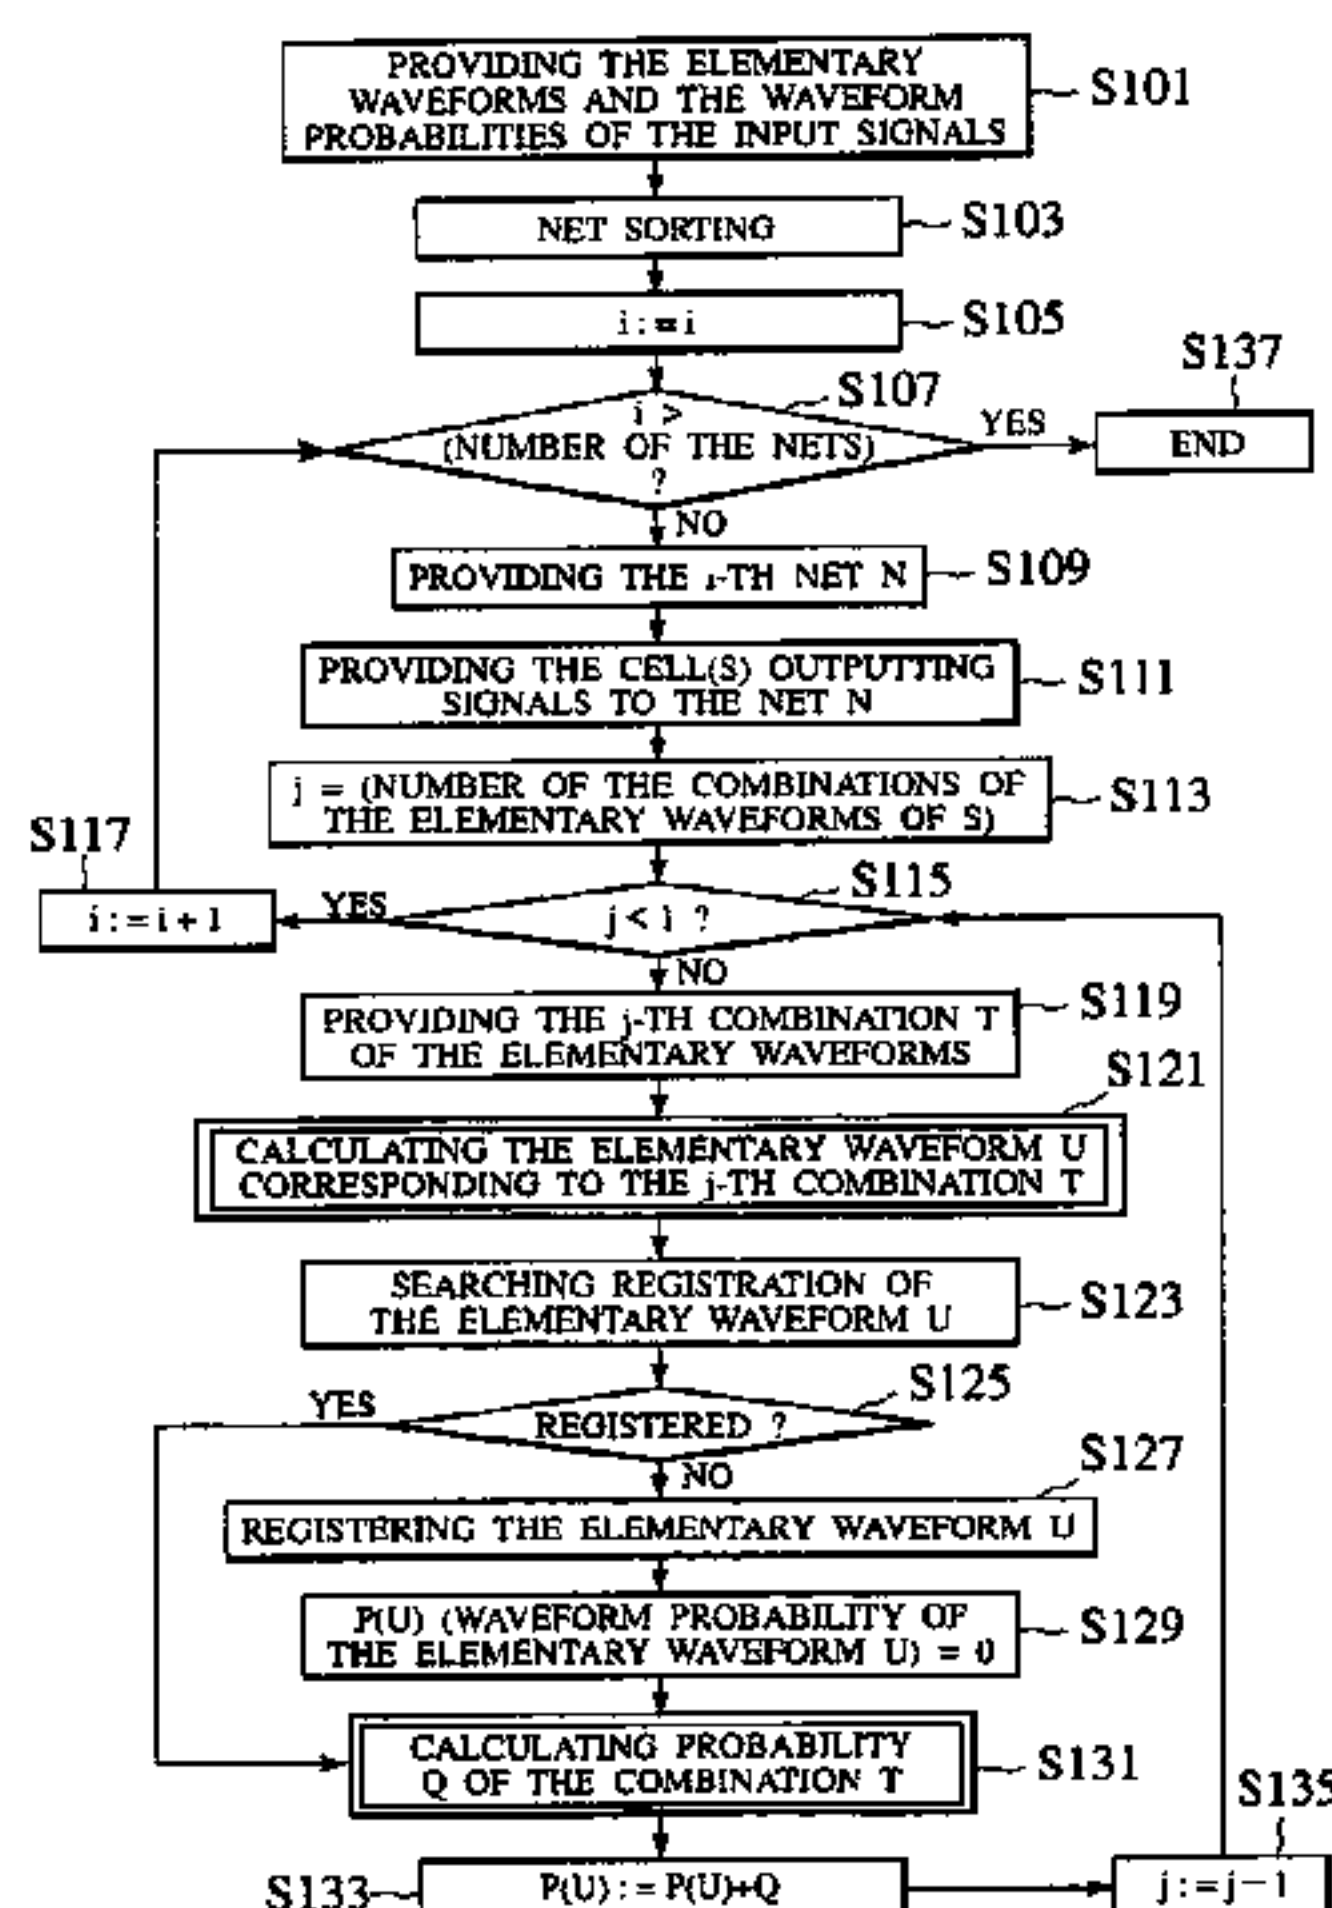 PROVIDING THE ELEMENTARY
WAVEFORMS AND THE WAVEFORM
PROBABILITIES OF THE INPUT SIGNALS
S101
NET SORTING
S103
i:=i
S105
S137
S107
i >
(NUMBER OF THE NETS)
?
YES
END
NO
PROVIDING THE i-TH NET N
S109
PROVIDING THE CELL(S) OUTPUTTING
SIGNALS TO THE NET N
S111
j = (NUMBER OF THE COMBINATIONS OF
THE ELEMENTARY WAVEFORMS OF S)
S113
S117
i:=i+1
YES
S115
j<1 ?
NO
PROVIDING THE j-TH COMBINATION T
OF THE ELEMENTARY WAVEFORMS
S119
S121
CALCULATING THE ELEMENTARY WAVEFORM U
CORRESPONDING TO THE j-TH COMBINATION T
SEARCHING REGISTRATION OF
THE ELEMENTARY WAVEFORM U
S123
S125
YES
REGISTERED ?
NO
S127
REGISTERING THE ELEMENTARY WAVEFORM U
P(U) (WAVEFORM PROBABILITY OF
THE ELEMENTARY WAVEFORM U) = 0
S129
CALCULATING PROBABILITY
Q OF THE COMBINATION T
S131
S135
S133
P(U):=P(U)+Q
j:=j-1